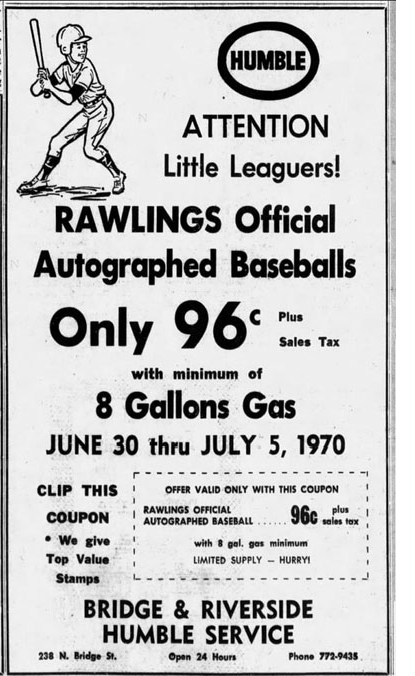 HUMBLE
ATTENTION
Little Leaguers!
RAWLINGS Official
Autographed Baseballs
Only 96c Plus
Sales Tax
with minimum of
8 Gallons Gas
JUNE 30 thru JULY 5, 1970
CLIP THIS
COUPON
• We give
Top Value
Stamps
OFFER VALID ONLY WITH THIS COUPON
RAWLINGS OFFICIAL
AUTOGRAPHED BASEBALL ...... 96c plus sales tax
with 8 gal. gas minimum
LIMITED SUPPLY — HURRY!
BRIDGE & RIVERSIDE
HUMBLE SERVICE
238 N. Bridge St. Open 24 Hours Phone 772-9435